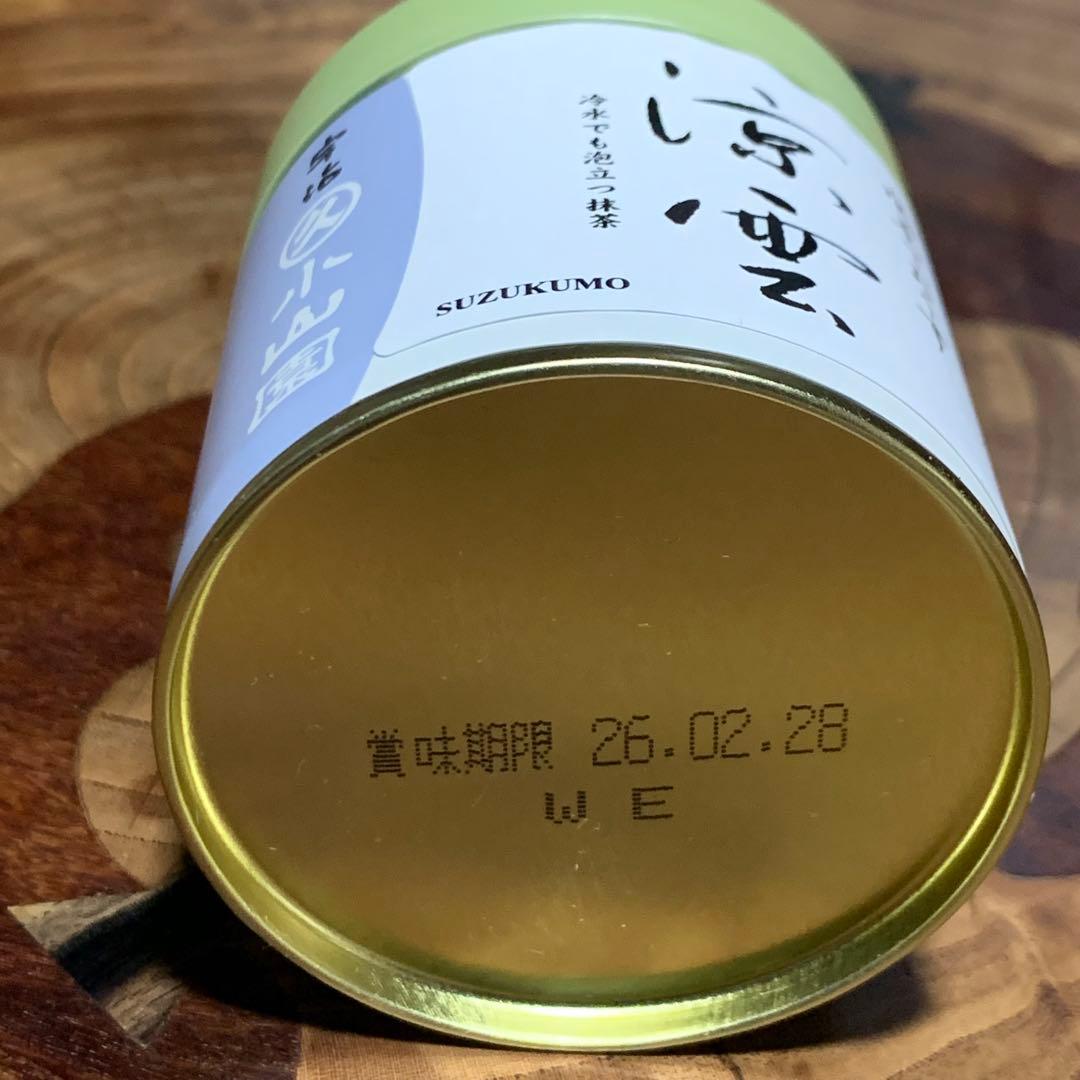 涼雲
冷水でも泡立つ抹茶
SUZUKUMO
宇治
久小山園
賞味期限 26.02.28
W E